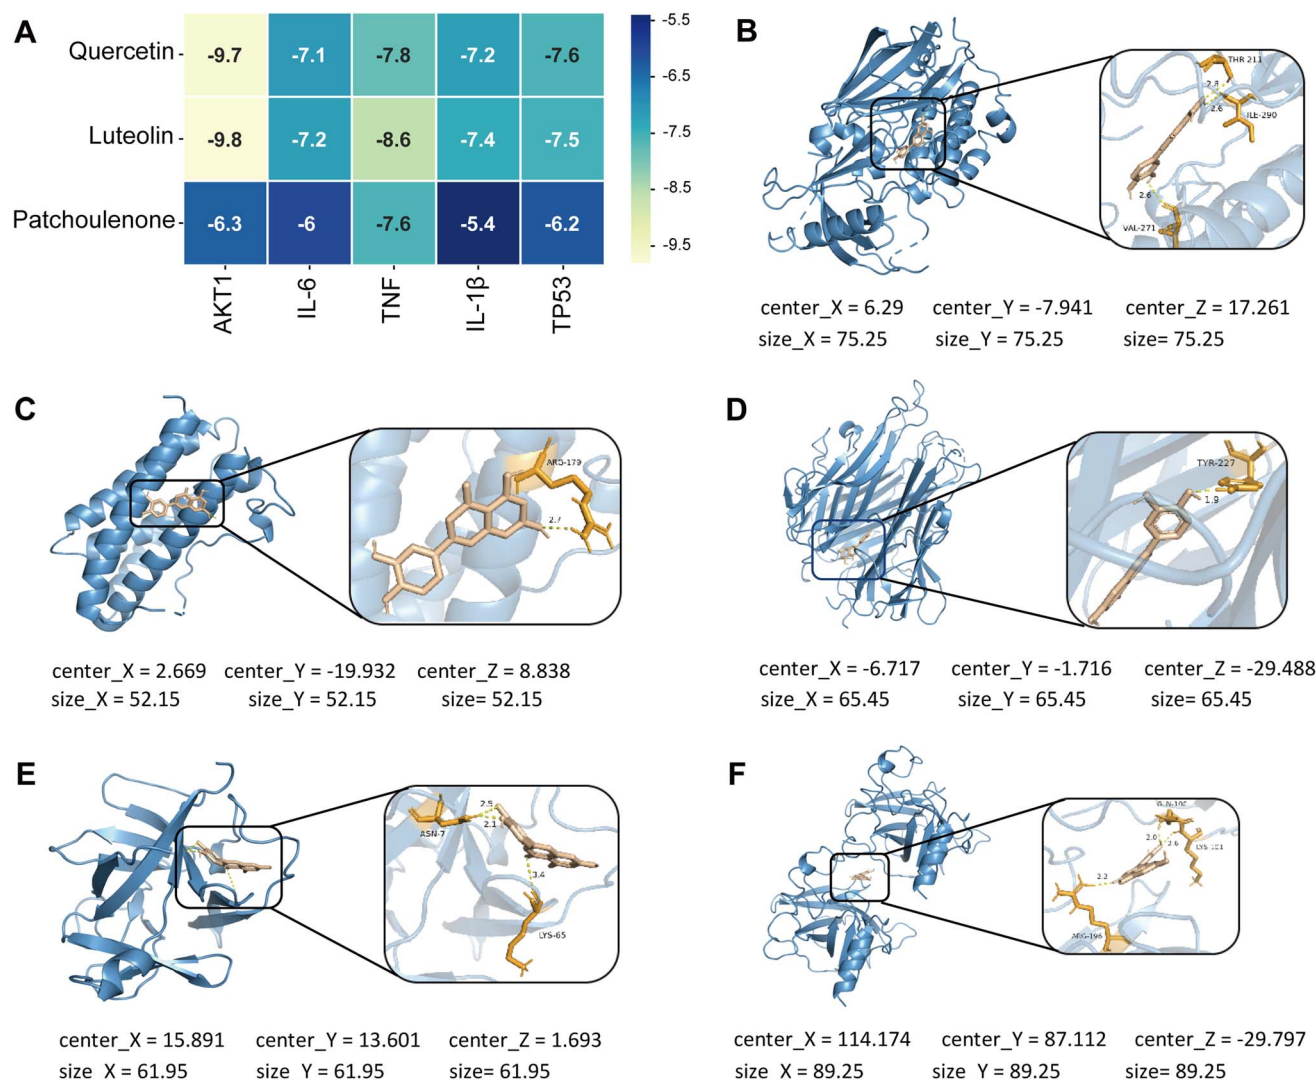 A
Quercetin
-9.7 -7.1 -7.8 -7.2 -7.6
Luteolin
-9.8 -7.2 -8.6 -7.4 -7.5
Patchoulenone
-6.3 -6 -7.6 -5.4 -6.2
AKT1 IL-6 TNF IL-1β TP53
-5.5
-6.5
-7.5
-8.5
-9.5
B
THR-211
2.8
2.6
ILE-290
2.6
VAL-271
center_X = 6.29 center_Y = -7.941 center_Z = 17.261
size_X = 75.25 size_Y = 75.25 size= 75.25
C
ARG-179
2.7
center_X = 2.669 center_Y = -19.932 center_Z = 8.838
size_X = 52.15 size_Y = 52.15 size= 52.15
D
TYR-227
1.9
center_X = -6.717 center_Y = -1.716 center_Z = -29.488
size_X = 65.45 size_Y = 65.45 size= 65.45
E
2.5
ASN-7
2.1
3.4
LYS-65
center_X = 15.891 center_Y = 13.601 center_Z = 1.693
size_X = 61.95 size_Y = 61.95 size= 61.95
F
GLN-100
2.0
2.6
LYS-101
2.2
ARG-196
center_X = 114.174 center_Y = 87.112 center_Z = -29.797
size_X = 89.25 size_Y = 89.25 size= 89.25